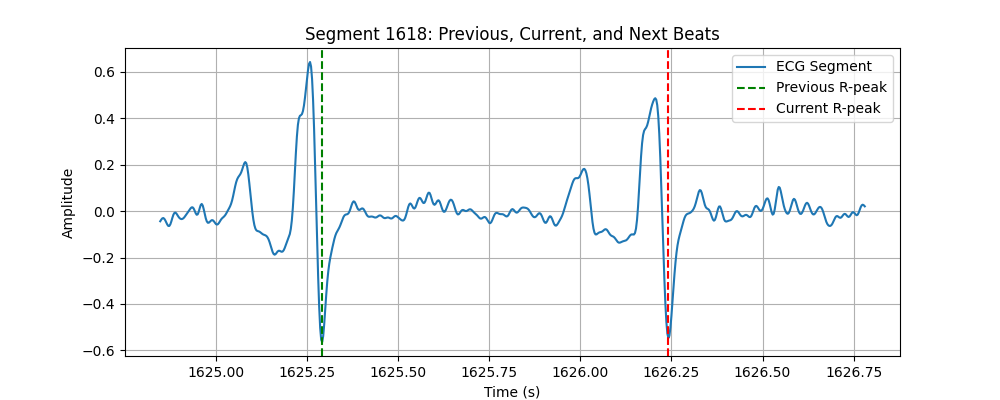 Segment 1618: Previous, Current, and Next Beats
ECG Segment
Previous R-peak
Current R-peak
Amplitude
0.6
0.4
0.2
0.0
−0.2
−0.4
−0.6
1625.00 1625.25 1625.50 1625.75 1626.00 1626.25 1626.50 1626.75
Time (s)